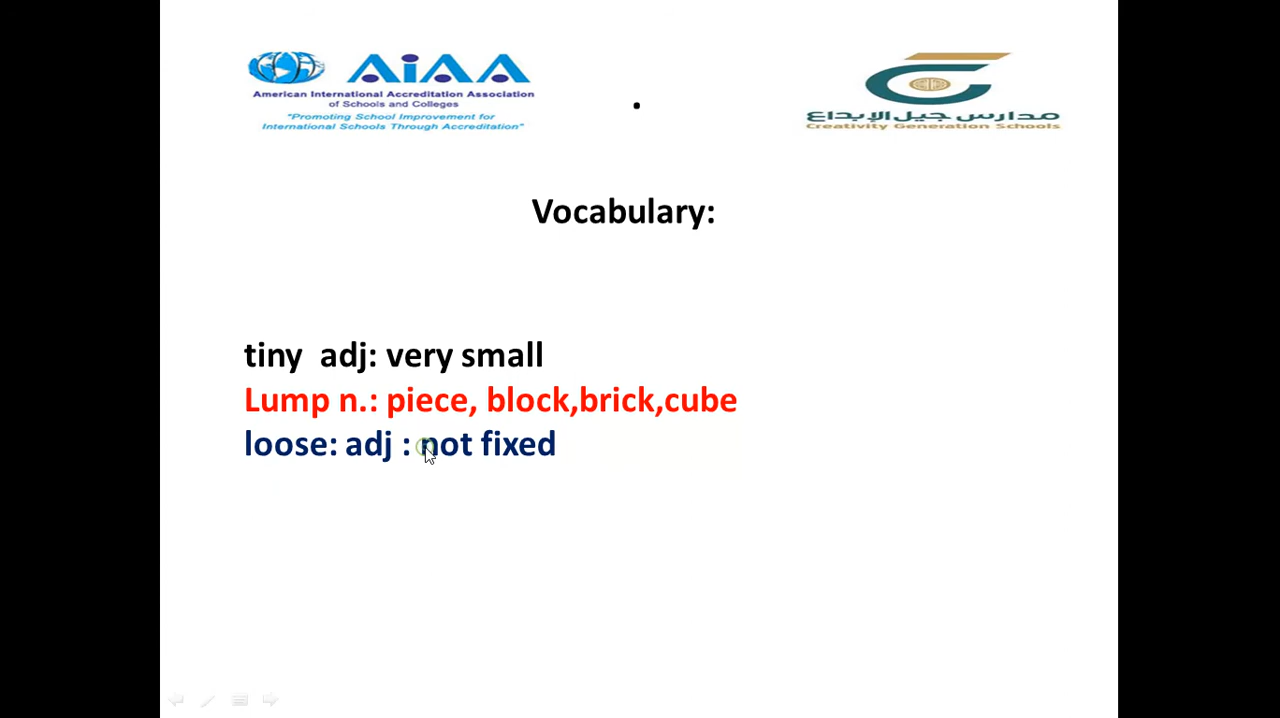 AiAA
American International Accreditation Association
of Schools and Colleges
"Promoting School Improvement for
International Schools Through Accreditation"
مدارس جيل الإبداع
Creativity Generation Schools
.
Vocabulary:
tiny  adj: very small
Lump n.: piece, block,brick,cube
loose: adj : not fixed